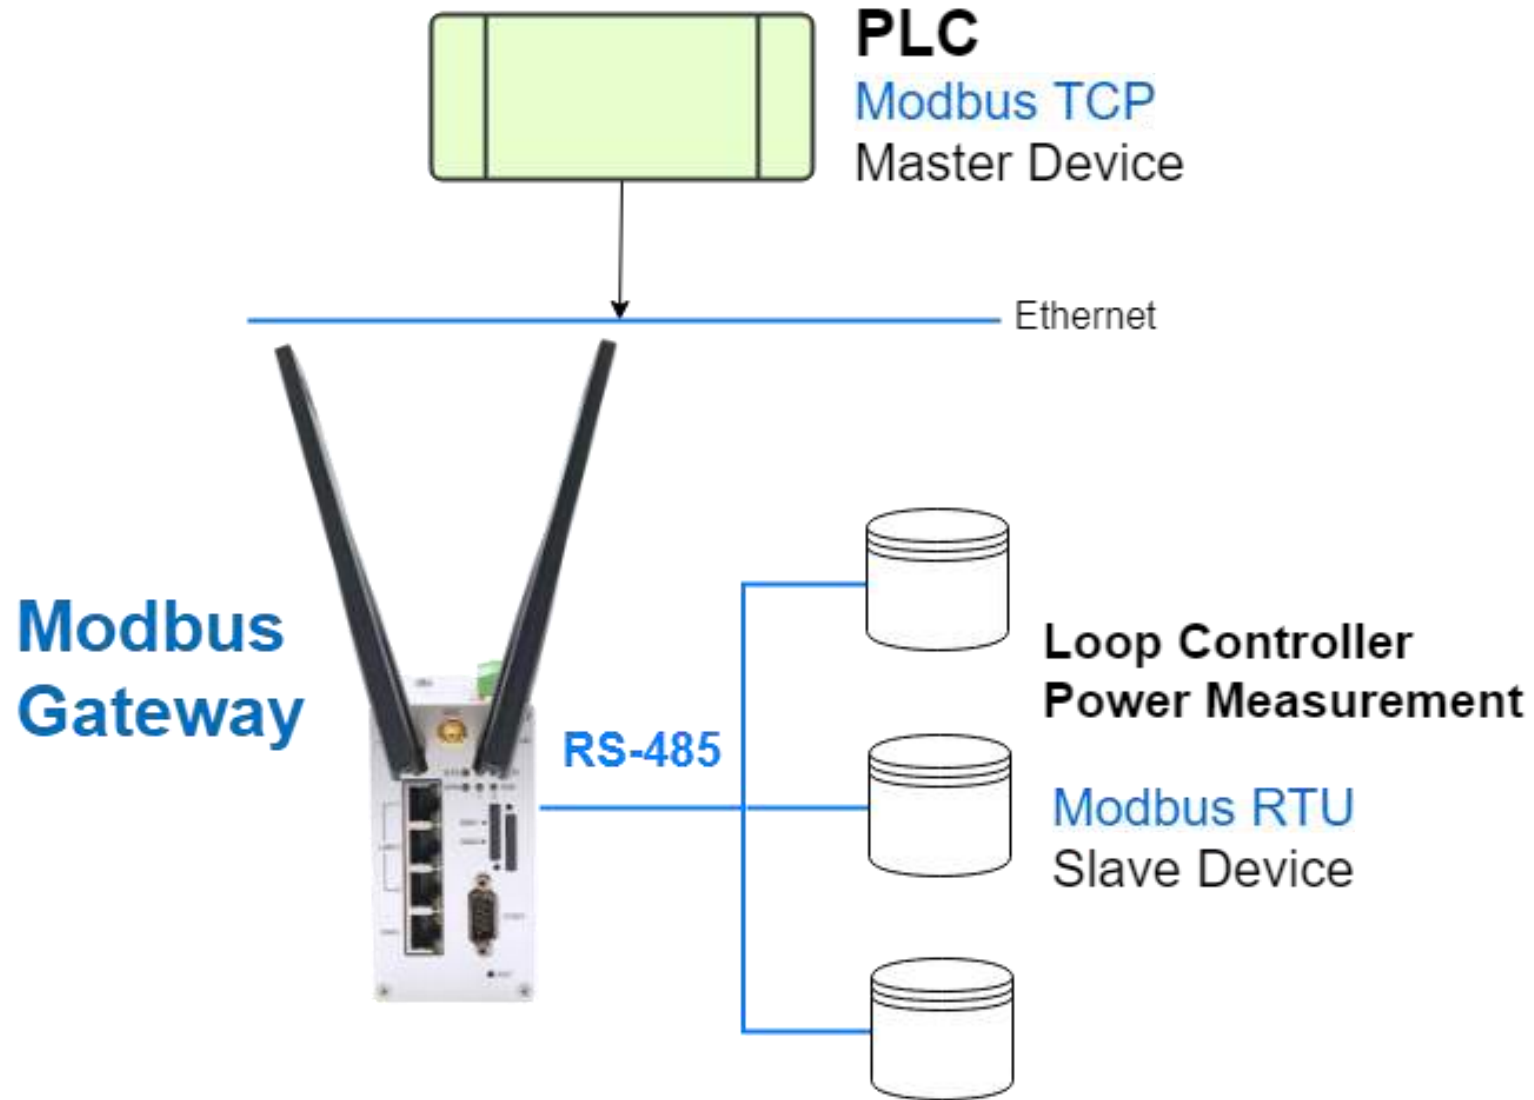 PLC
Modbus TCP
Master Device
Ethernet
Modbus
Gateway
RS-485
Loop Controller
Power Measurement
Modbus RTU
Slave Device